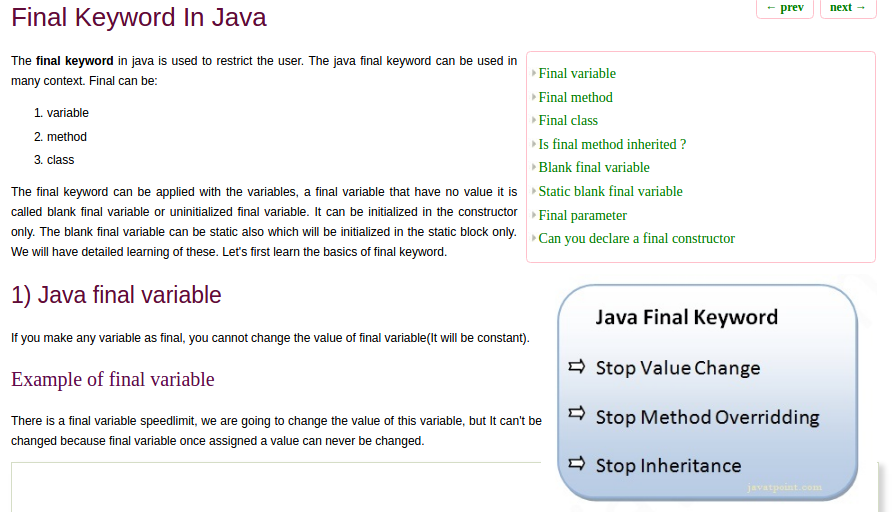 Final Keyword In Java
← prev
next →
The final keyword in java is used to restrict the user. The java final keyword can be used in
many context. Final can be:
1. variable
2. method
3. class
The final keyword can be applied with the variables, a final variable that have no value it is
called blank final variable or uninitialized final variable. It can be initialized in the constructor
only. The blank final variable can be static also which will be initialized in the static block only.
We will have detailed learning of these. Let's first learn the basics of final keyword.
Final variable
Final method
Final class
Is final method inherited ?
Blank final variable
Static blank final variable
Final parameter
Can you declare a final constructor
1) Java final variable
If you make any variable as final, you cannot change the value of final variable(It will be constant).
Example of final variable
There is a final variable speedlimit, we are going to change the value of this variable, but It can't be
changed because final variable once assigned a value can never be changed.
Java Final Keyword
⇨ Stop Value Change
⇨ Stop Method Overridding
⇨ Stop Inheritance
javatpoint.com